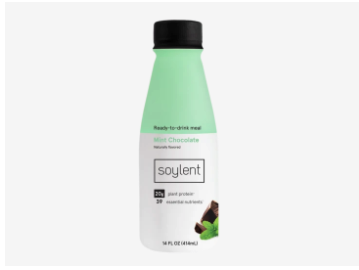 Ready-to-drink meal
Mint Chocolate
Naturally flavored
soylent
20g plant protein
39 essential nutrients
14 FL OZ (414mL)